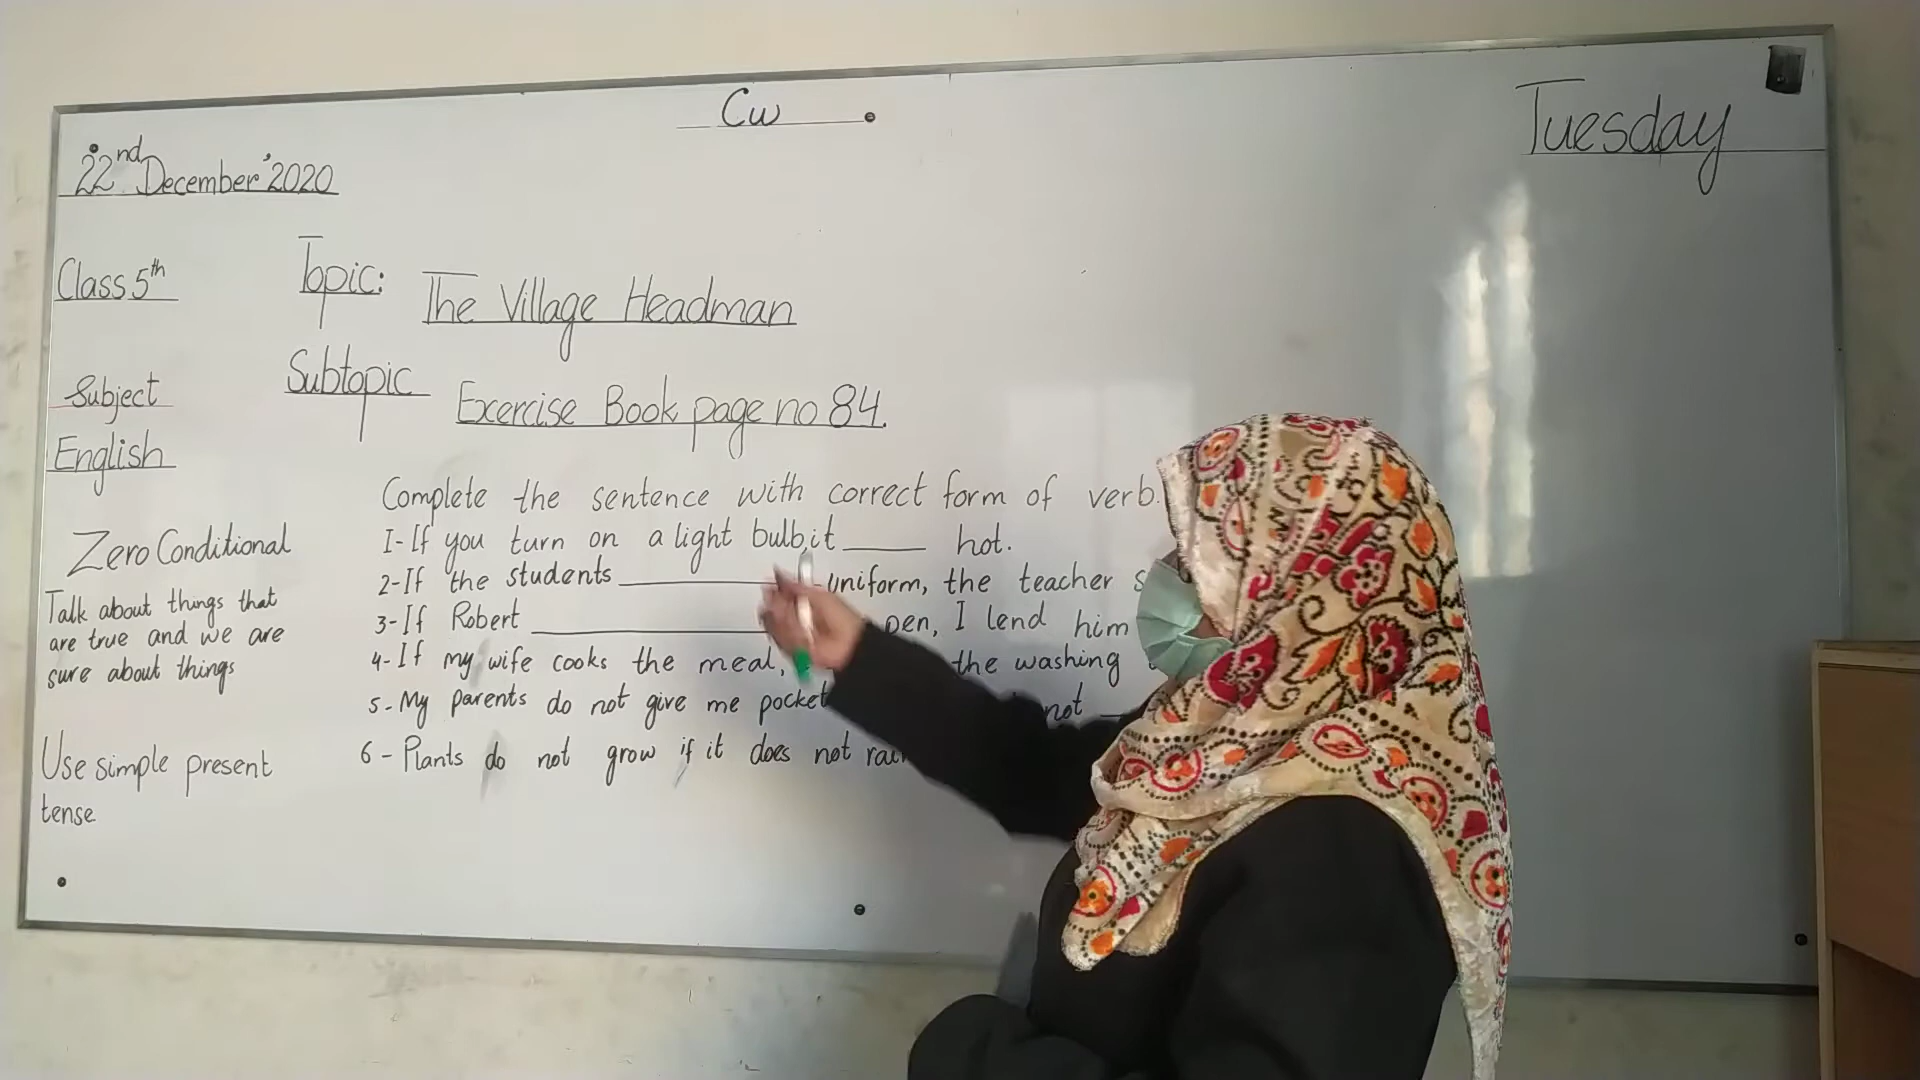 Cw
Tuesday
22nd December'2020
Class 5th
Topic: The Village Headman
Subject
English
Subtopic Exercise Book page no 84.
Complete the sentence with correct form of verb.
1-If you turn on a light bulb,it ____ hot.
2-If the students ____ uniform, the teacher
3-If Robert ____ pen, I lend him
4-If my wife cooks the meal, the washing
5-My parents do not give me pocket not
6-Plants do not grow if it does not
Zero Conditional
Talk about things that
are true and we are
sure about things
Use simple present
tense